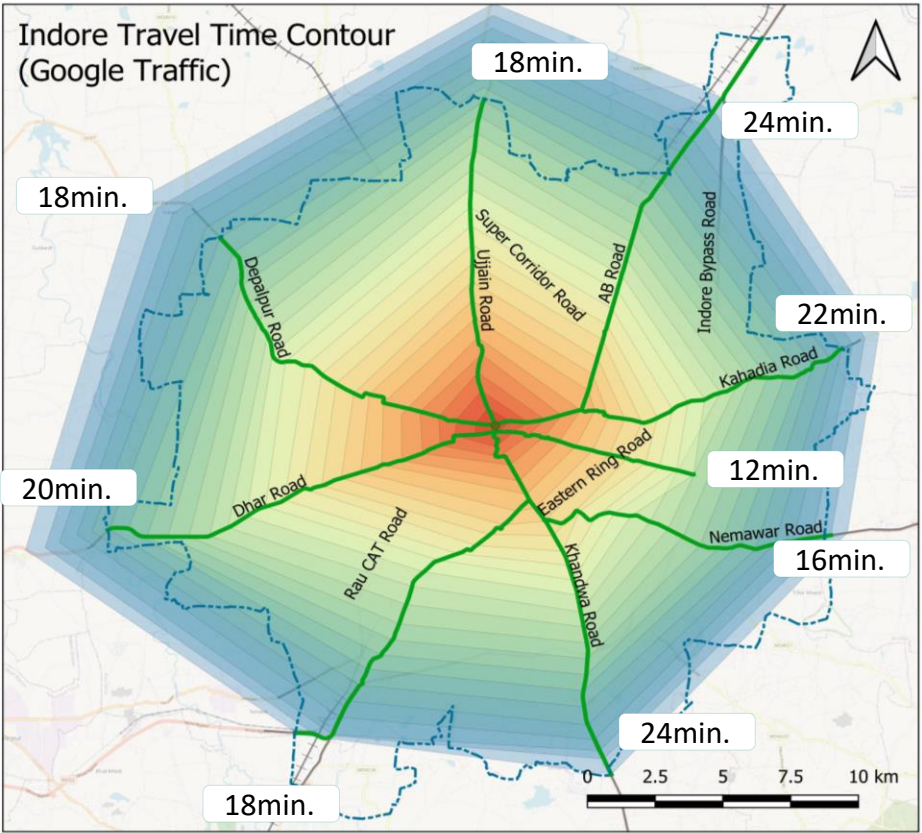 Indore Travel Time Contour
(Google Traffic)
18min.
24min.
18min.
Super Corridor Road
Ujjain Road
AB Road
Indore Bypass Road
Depalpur Road
22min.
Kahadia Road
Eastern Ring Road
12min.
20min.
Dhar Road
Rau CAT Road
Khandwa Road
Nemawar Road
16min.
24min.
0 2.5 5 7.5 10 km
18min.